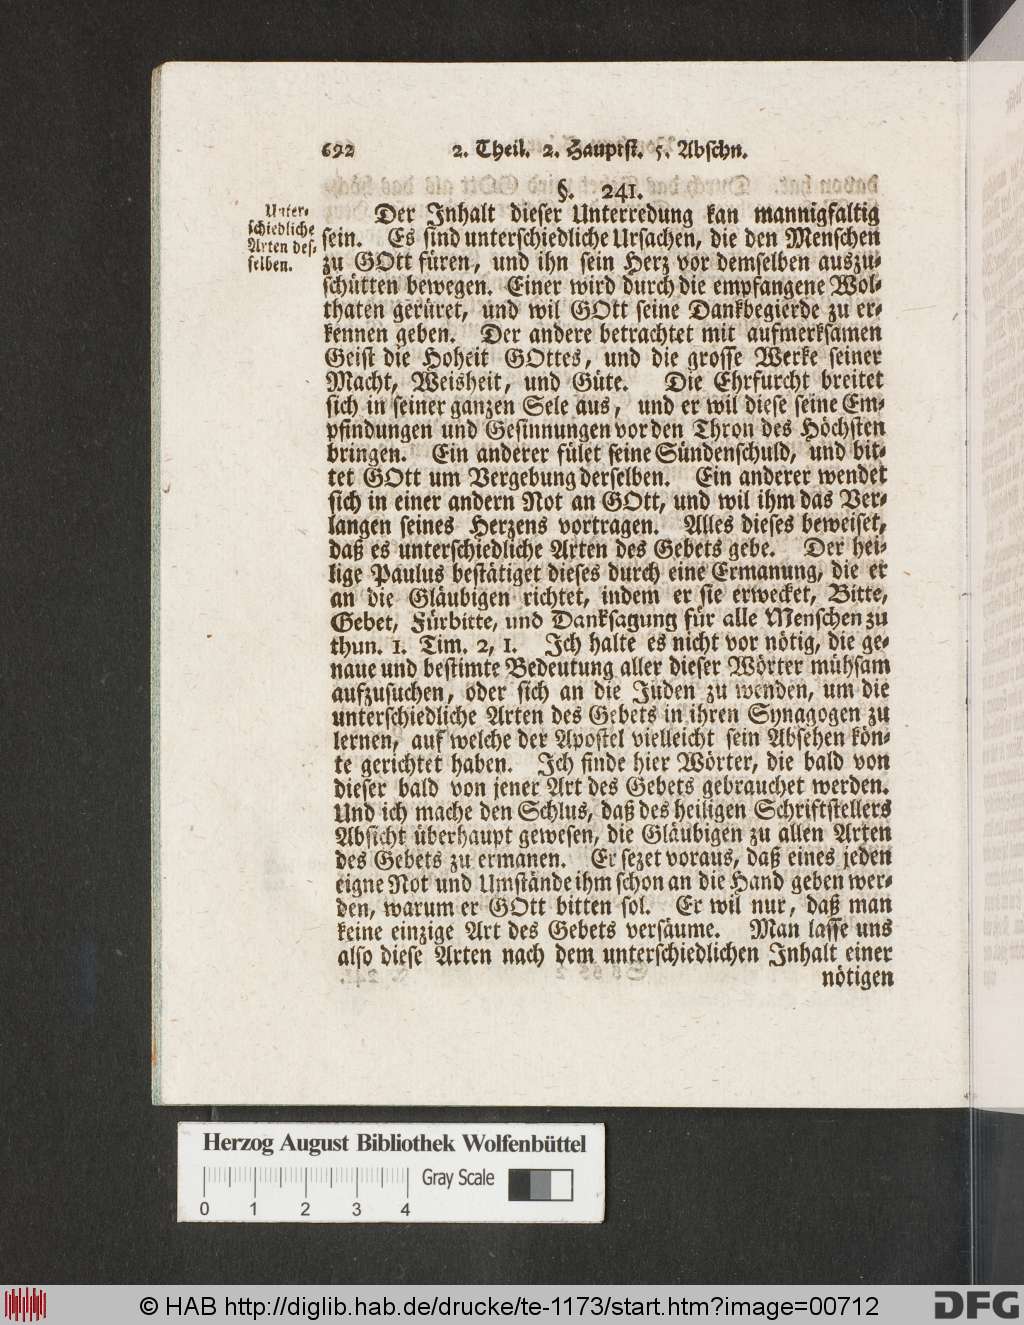 692 2. Theil. 2. Hauptst. 5. Abschn.
§. 241.
Unter-
schiedliche
Arten des-
selben.
Der Inhalt dieser Unterredung kan mannigfaltig
sein. Es sind unterschiedliche Ursachen, die den Menschen
zu GOtt füren, und ihn sein Herz vor demselben auszu-
schütten bewegen. Einer wird durch die empfangene Wol-
thaten gerüret, und wil GOtt seine Dankbegierde zu er-
kennen geben. Der andere betrachtet mit aufmerksamen
Geist die Hoheit GOttes, und die grosse Werke seiner
Macht, Weisheit, und Güte. Die Ehrfurcht breitet
sich in seiner ganzen Sele aus, und er wil diese seine Em-
pfindungen und Gesinnungen vor den Thron des Höchsten
bringen. Ein anderer fület seine Sündenschuld, und bit-
tet GOtt um Vergebung derselben. Ein anderer wendet
sich in einer andern Not an GOtt, und wil ihm das Ver-
langen seines Herzens vortragen. Alles dieses beweiset,
daß es unterschiedliche Arten des Gebets gebe. Der hei-
lige Paulus bestätiget dieses durch eine Ermanung, die er
an die Gläubigen richtet, indem er sie erwecket, Bitte,
Gebet, Fürbitte, und Danksagung für alle Menschen zu
thun. 1. Tim. 2, 1. Ich halte es nicht vor nötig, die ge-
naue und bestimte Bedeutung aller dieser Wörter mühsam
aufzusuchen, oder sich an die Juden zu wenden, um die
unterschiedliche Arten des Gebets in ihren Synagogen zu
lernen, auf welche der Apostel vielleicht sein Absehen kön-
te gerichtet haben. Ich finde hier Wörter, die bald von
dieser bald von jener Art des Gebets gebrauchet werden.
Und ich mache den Schlus, daß des heiligen Schriftstellers
Absicht überhaupt gewesen, die Gläubigen zu allen Arten
des Gebets zu ermanen. Er sezet voraus, daß eines jeden
eigne Not und Umstände ihm schon an die Hand geben wer-
den, warum er GOtt bitten sol. Er wil nur, daß man
keine einzige Art des Gebets versäume. Man lasse uns
also diese Arten nach dem unterschiedlichen Inhalt einer
nötigen
Herzog August Bibliothek Wolfenbüttel
Gray Scale
0 1 2 3 4
© HAB http://diglib.hab.de/drucke/te-1173/start.htm?image=00712
DFG